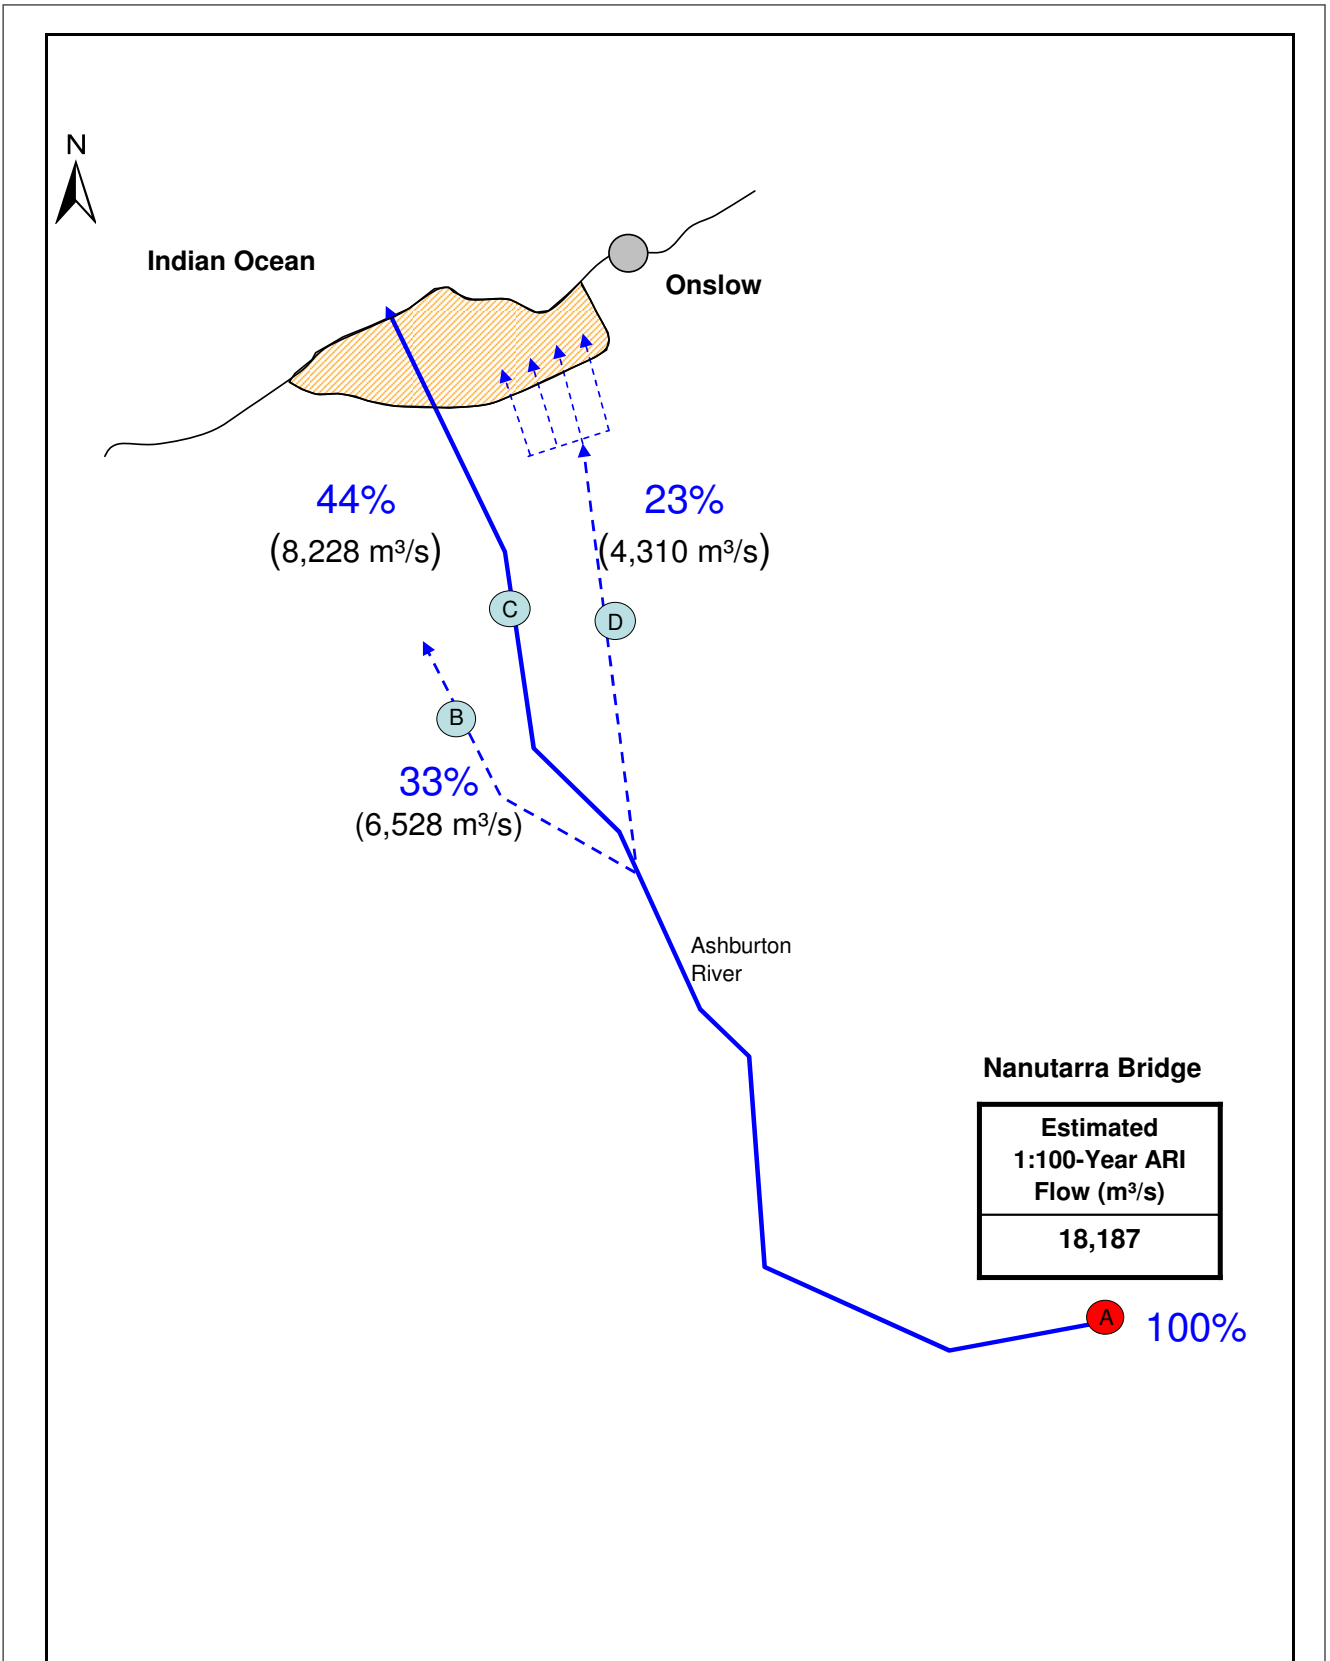 N
Indian Ocean
Onslow
44%
(8,228 m³/s)
23%
(4,310 m³/s)
C
D
B
33%
(6,528 m³/s)
Ashburton
River
Nanutarra Bridge
Estimated
1:100-Year ARI
Flow (m³/s)
18,187
A
100%